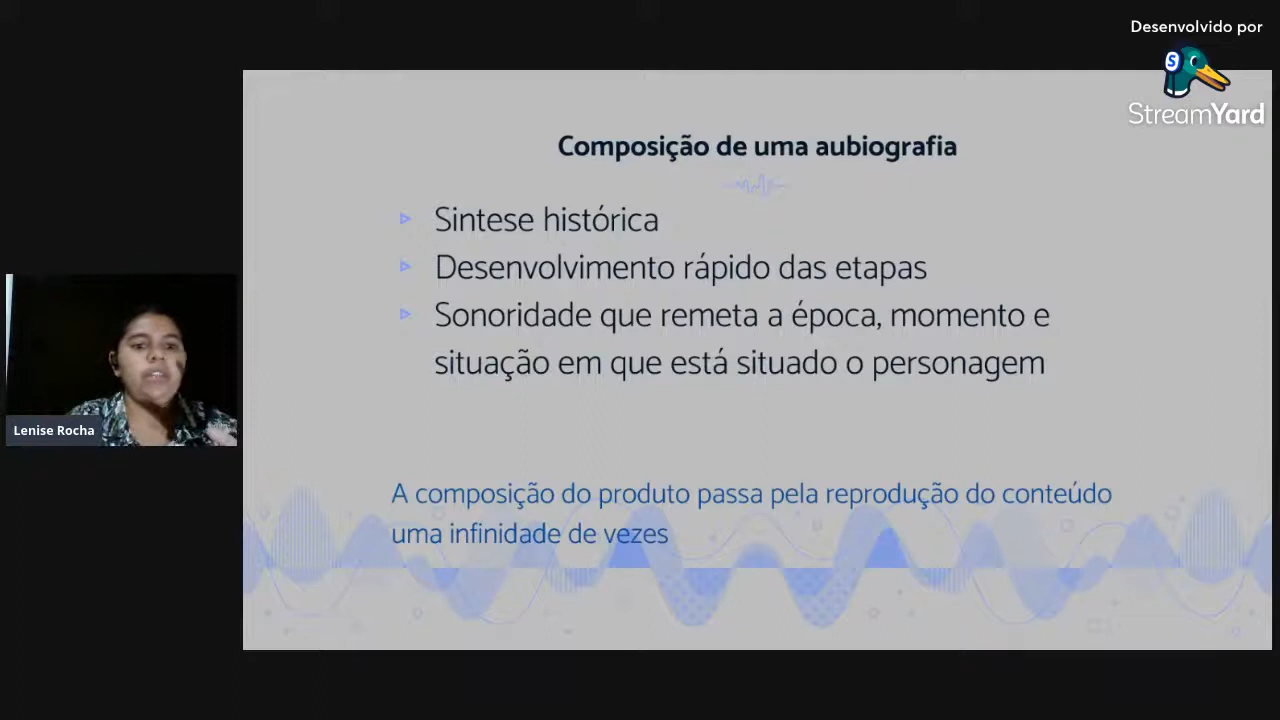 Desenvolvido por
StreamYard
Composição de uma aubiografia
Sintese histórica
Desenvolvimento rápido das etapas
Sonoridade que remeta a época, momento e
situação em que está situado o personagem
A composição do produto passa pela reprodução do conteúdo
uma infinidade de vezes
Lenise Rocha